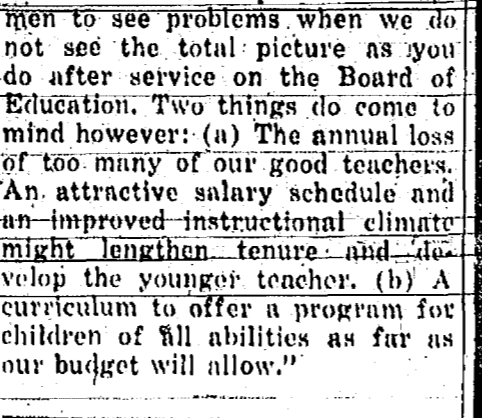 men to see problems when we do
not see the total picture as you
do after service on the Board of
Education. Two things do come to
mind however: (a) The annual loss
of too many of our good teachers.
An attractive salary schedule and
an improved instructional climate
might lengthen tenure and de-
velop the younger teacher. (b) A
curriculum to offer a program for
children of all abilities as far as
our budget will allow."